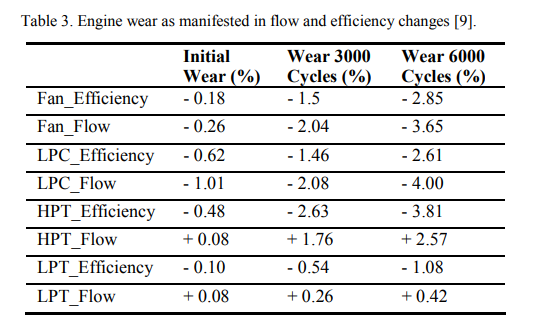 Table 3. Engine wear as manifested in flow and efficiency changes [9].
Initial Wear 3000 Wear 6000
Wear (%) Cycles (%) Cycles (%)
Fan_Efficiency - 0.18 - 1.5 - 2.85
Fan_Flow - 0.26 - 2.04 - 3.65
LPC_Efficiency - 0.62 - 1.46 - 2.61
LPC_Flow - 1.01 - 2.08 - 4.00
HPT_Efficiency - 0.48 - 2.63 - 3.81
HPT_Flow + 0.08 + 1.76 + 2.57
LPT_Efficiency - 0.10 - 0.54 - 1.08
LPT_Flow + 0.08 + 0.26 + 0.42